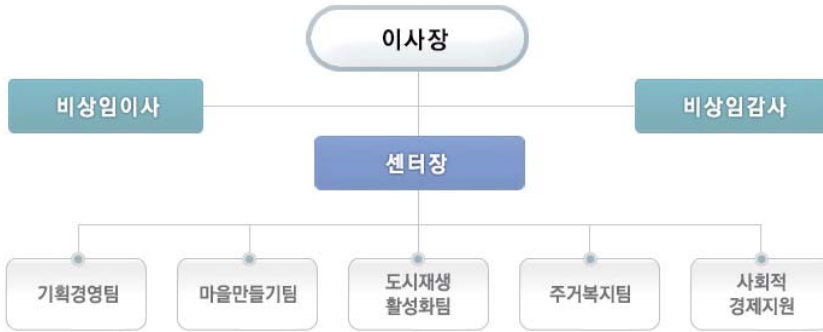 이사장
비상임이사
비상임감사
센터장
기획경영팀
마을만들기팀
도시재생
활성화팀
주거복지팀
사회적
경제지원